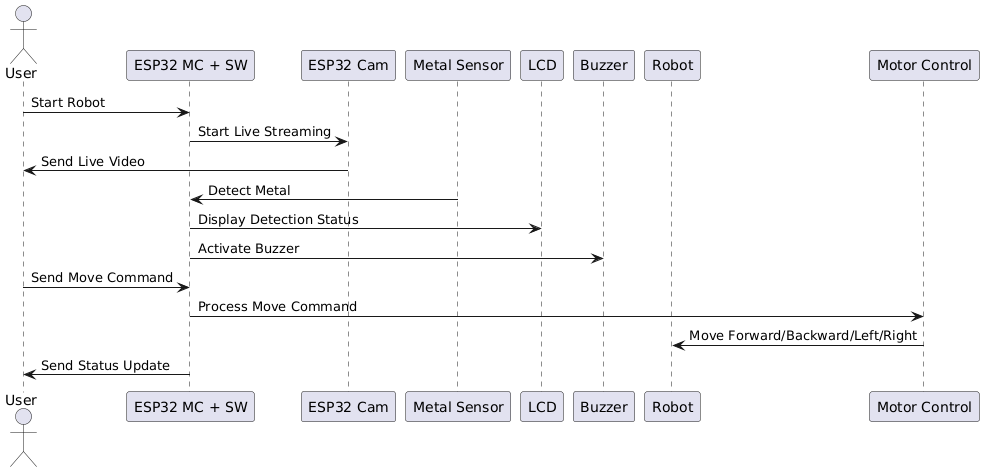 User
ESP32 MC + SW
ESP32 Cam
Metal Sensor
LCD
Buzzer
Robot
Motor Control
Start Robot
Start Live Streaming
Send Live Video
Detect Metal
Display Detection Status
Activate Buzzer
Send Move Command
Process Move Command
Move Forward/Backward/Left/Right
Send Status Update
User
ESP32 MC + SW
ESP32 Cam
Metal Sensor
LCD
Buzzer
Robot
Motor Control